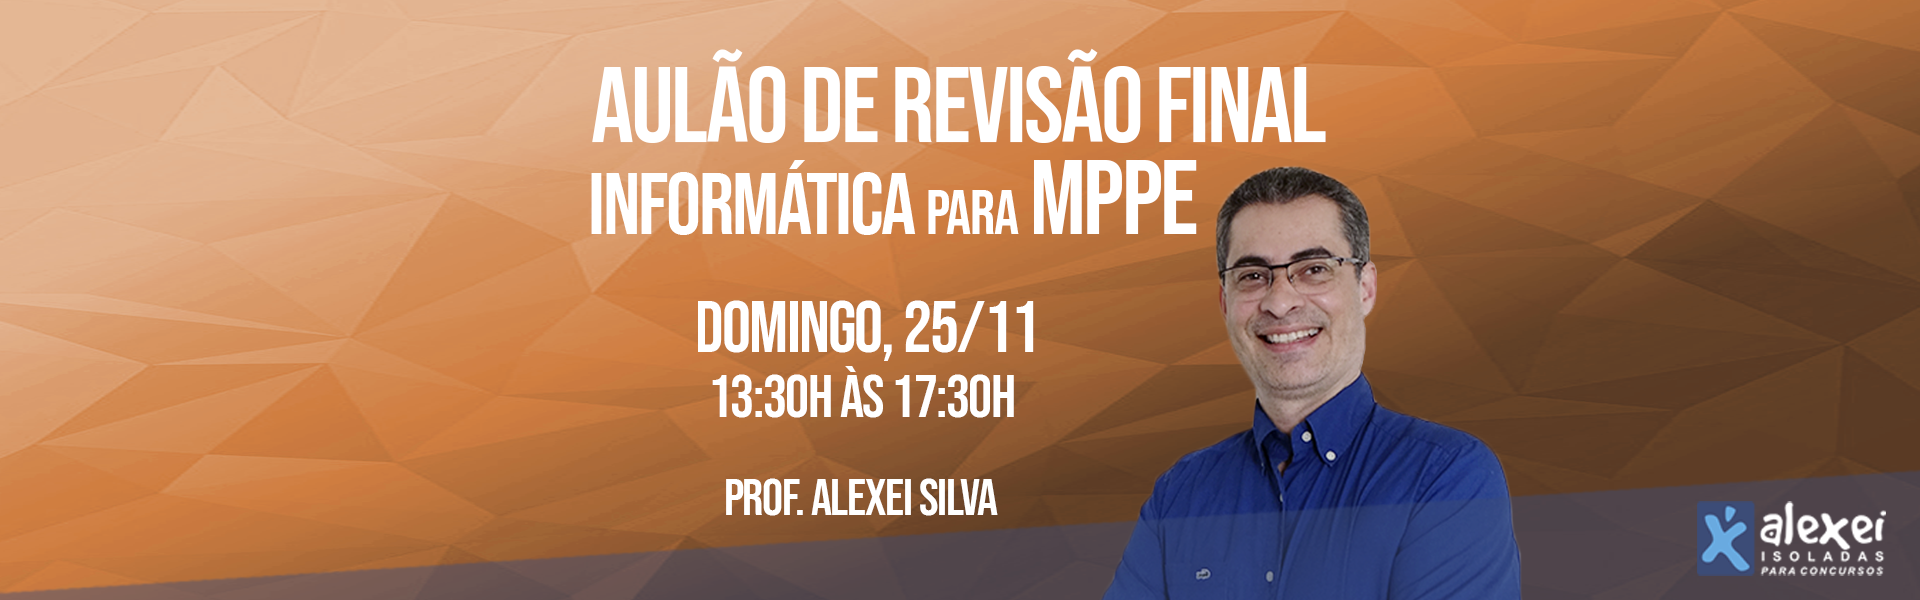 AULÃO DE REVISÃO FINAL
INFORMÁTICA PARA MPPE
DOMINGO, 25/11
13:30H ÀS 17:30H
PROF. ALEXEI SILVA
alexei
ISOLADAS
PARA CONCURSOS